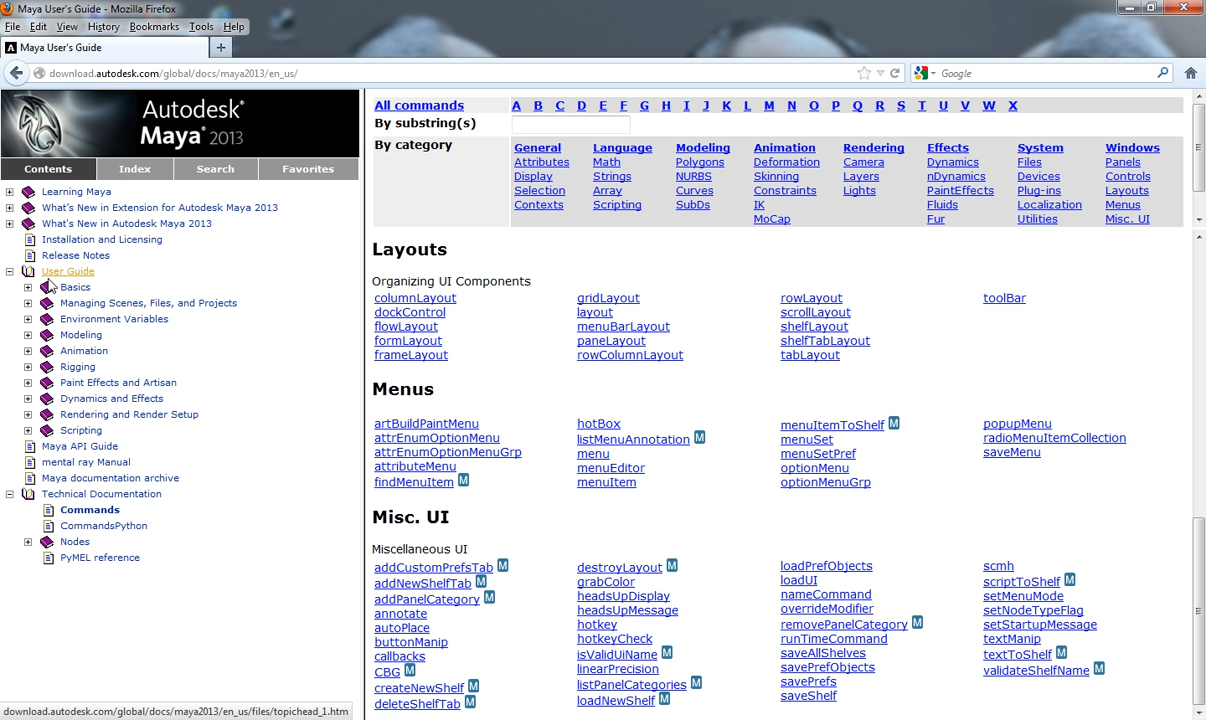 Maya User's Guide - Mozilla Firefox
File Edit View History Bookmarks Tools Help
Maya User's Guide
download.autodesk.com/global/docs/maya2013/en_us/
Google
Autodesk®
Maya® 2013
Contents Index Search Favorites
Learning Maya
What's New in Extension for Autodesk Maya 2013
What's New in Autodesk Maya 2013
Installation and Licensing
Release Notes
User Guide
Basics
Managing Scenes, Files, and Projects
Environment Variables
Modeling
Animation
Rigging
Paint Effects and Artisan
Dynamics and Effects
Rendering and Render Setup
Scripting
Maya API Guide
mental ray Manual
Maya documentation archive
Technical Documentation
Commands
CommandsPython
Nodes
PyMEL reference
All commands A B C D E F G H I J K L M N O P Q R S T U V W X
By substring(s)
By category General Language Modeling Animation Rendering Effects System Windows
Attributes Math Polygons Deformation Camera Dynamics Files Panels
Display Strings NURBS Skinning Layers nDynamics Devices Controls
Selection Array Curves Constraints Lights PaintEffects Plug-ins Layouts
Contexts Scripting SubDs IK Fluids Localization Menus
MoCap Fur Utilities Misc. UI
Layouts
Organizing UI Components
columnLayout gridLayout rowLayout toolBar
dockControl layout scrollLayout
flowLayout menuBarLayout shelfLayout
formLayout paneLayout shelfTabLayout
frameLayout rowColumnLayout tabLayout
Menus
artBuildPaintMenu hotBox menuItemToShelf M popupMenu
attrEnumOptionMenu listMenuAnnotation M menuSet radioMenuItemCollection
attrEnumOptionMenuGrp menu menuSetPref saveMenu
attributeMenu menuEditor optionMenu
findMenuItem M menuItem optionMenuGrp
Misc. UI
Miscellaneous UI
addCustomPrefsTab M destroyLayout M loadPrefObjects scmh
addNewShelfTab M grabColor loadUI scriptToShelf M
addPanelCategory M headsUpDisplay nameCommand setMenuMode
annotate headsUpMessage overrideModifier setNodeTypeFlag
autoPlace hotkey removePanelCategory M setStartupMessage
buttonManip hotkeyCheck runTimeCommand textManip
callbacks isValidUiName M saveAllShelves textToShelf M
CBG M linearPrecision savePrefObjects validateShelfName M
createNewShelf M listPanelCategories M savePrefs
deleteShelfTab M loadNewShelf M saveShelf
download.autodesk.com/global/docs/maya2013/en_us/files/topichead_1.htm